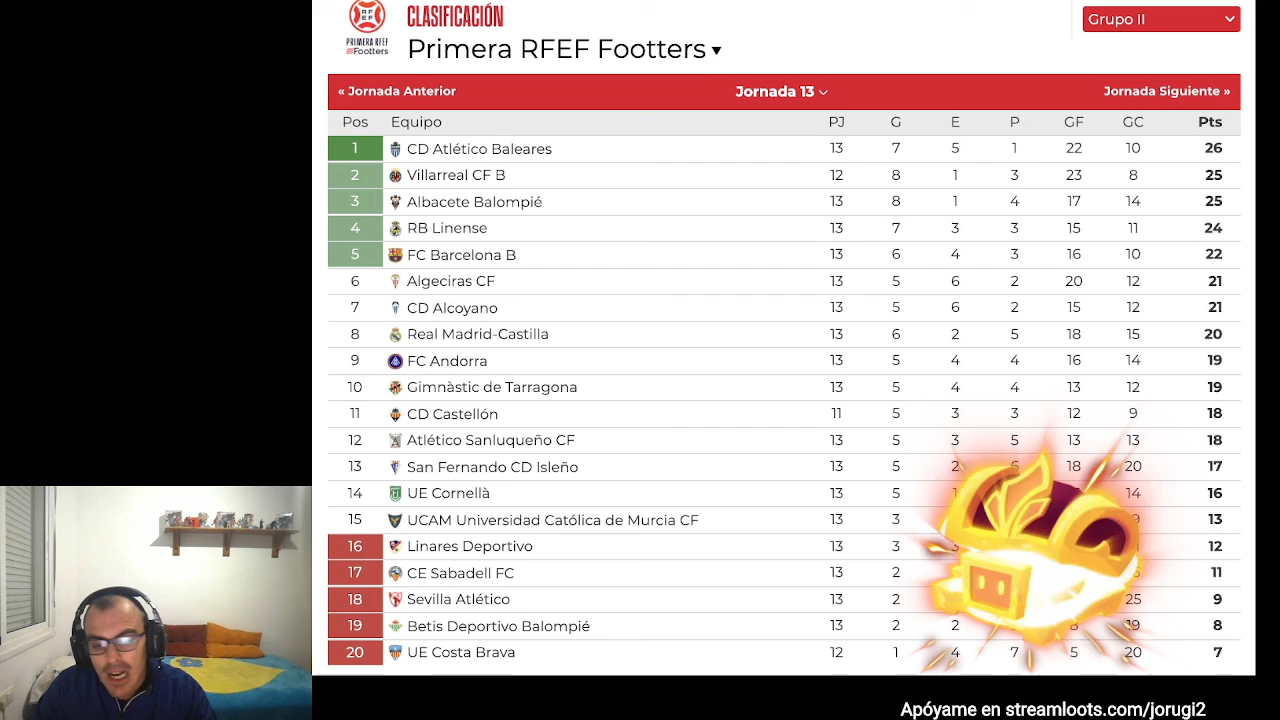 CLASIFICACIÓN
Grupo II
PRIMERA RFEF
Footters
Primera RFEF Footters
« Jornada Anterior Jornada 13 Jornada Siguiente »
Pos Equipo PJ G E P GF GC Pts
1 CD Atlético Baleares 13 7 5 1 22 10 26
2 Villarreal CF B 12 8 1 3 23 8 25
3 Albacete Balompié 13 8 1 4 17 14 25
4 RB Linense 13 7 3 3 15 11 24
5 FC Barcelona B 13 6 4 3 16 10 22
6 Algeciras CF 13 5 6 2 20 12 21
7 CD Alcoyano 13 5 6 2 15 12 21
8 Real Madrid-Castilla 13 6 2 5 18 15 20
9 FC Andorra 13 5 4 4 16 14 19
10 Gimnàstic de Tarragona 13 5 4 4 13 12 19
11 CD Castellón 11 5 3 3 12 9 18
12 Atlético Sanluqueño CF 13 5 3 5 13 13 18
13 San Fernando CD Isleño 13 5 2 6 18 20 17
14 UE Cornellà 13 5 14 16
15 UCAM Universidad Católica de Murcia CF 13 3 13
16 Linares Deportivo 13 3 12
17 CE Sabadell FC 13 2 11
18 Sevilla Atlético 13 2 25 9
19 Betis Deportivo Balompié 13 2 2 8 19 8
20 UE Costa Brava 12 1 4 7 5 20 7
Apóyame en streamloots.com/jorugi2